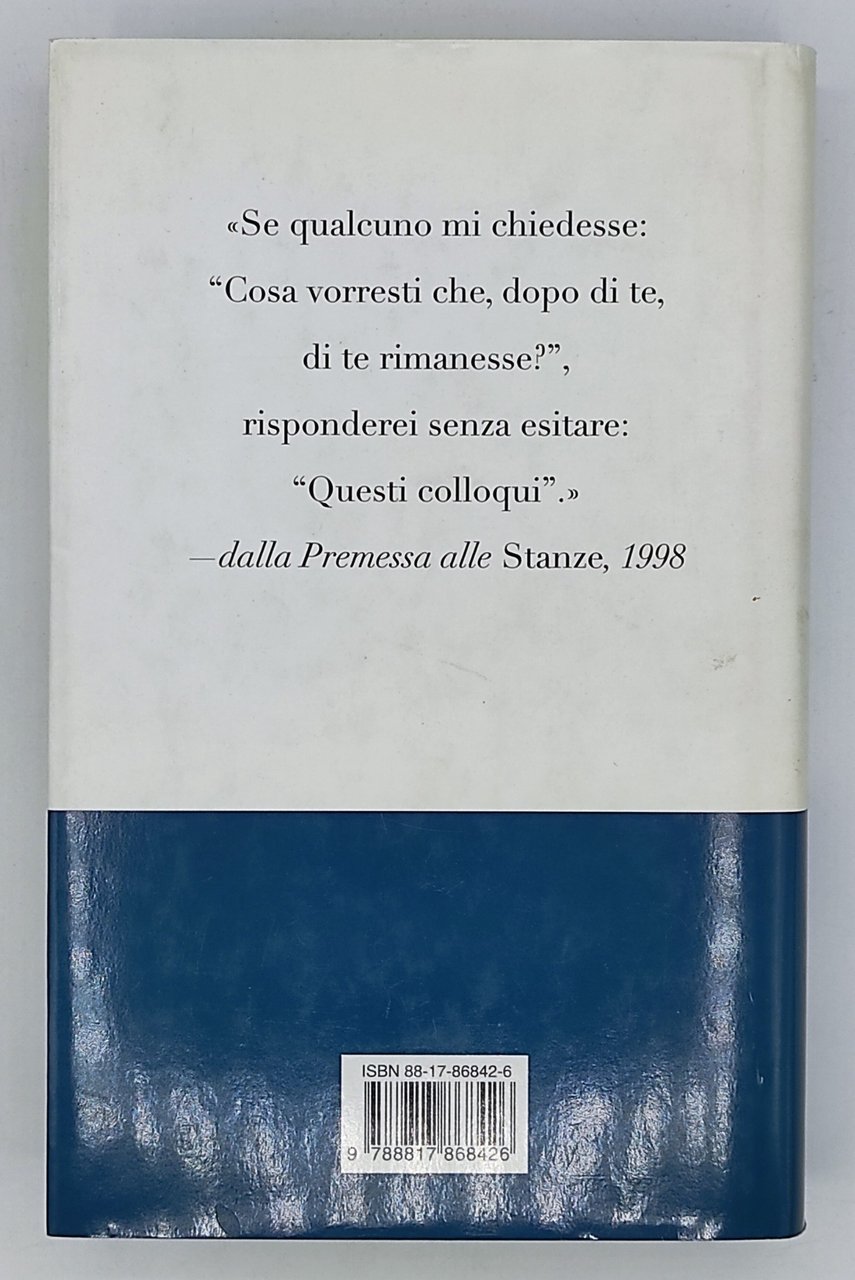 «Se qualcuno mi chiedesse:
“Cosa vorresti che, dopo di te,
di te rimanesse?”,
risponderei senza esitare:
“Questi colloqui”.»
—dalla Premessa alle Stanze, 1998
ISBN 88-17-86842-6
9 788817 868426